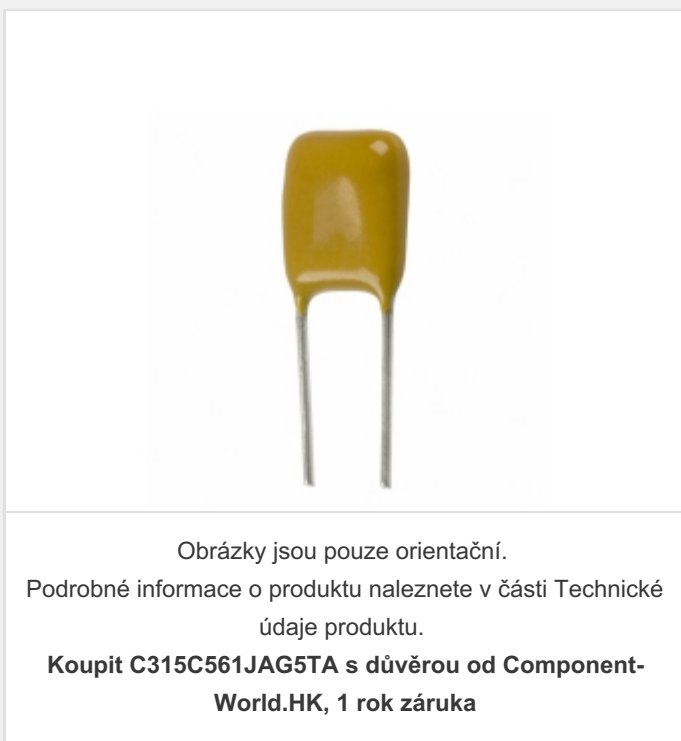 Obrázky jsou pouze orientační.
Podrobné informace o produktu naleznete v části Technické
údaje produktu.
Koupit C315C561JAG5TA s důvěrou od Component-
World.HK, 1 rok záruka